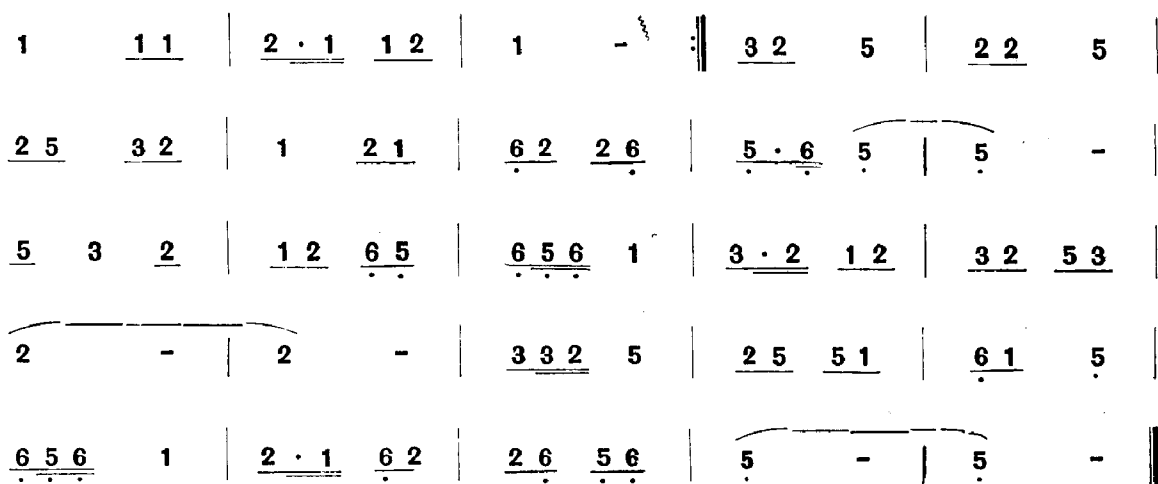 1 1 1 | 2 · 1 1 2 | 1 - :‖ 3 2 5 | 2 2 5 |
2 5 3 2 | 1 2 1 | 6̣ 2 2 6̣ | 5̣ · 6̣ 5̣ | 5̣ - |
5 3 2 | 1 2 6̣ 5̣ | 6̣ 5̣ 6̣ 1 | 3 · 2 1 2 | 3 2 5 3 |
2 - | 2 - | 3 3 2 5 | 2 5 5 1 | 6̣ 1 5̣ |
6̣ 5̣ 6̣ 1 | 2 · 1 6̣ 2 | 2 6̣ 5̣ 6̣ | 5̣ - | 5̣ - ‖